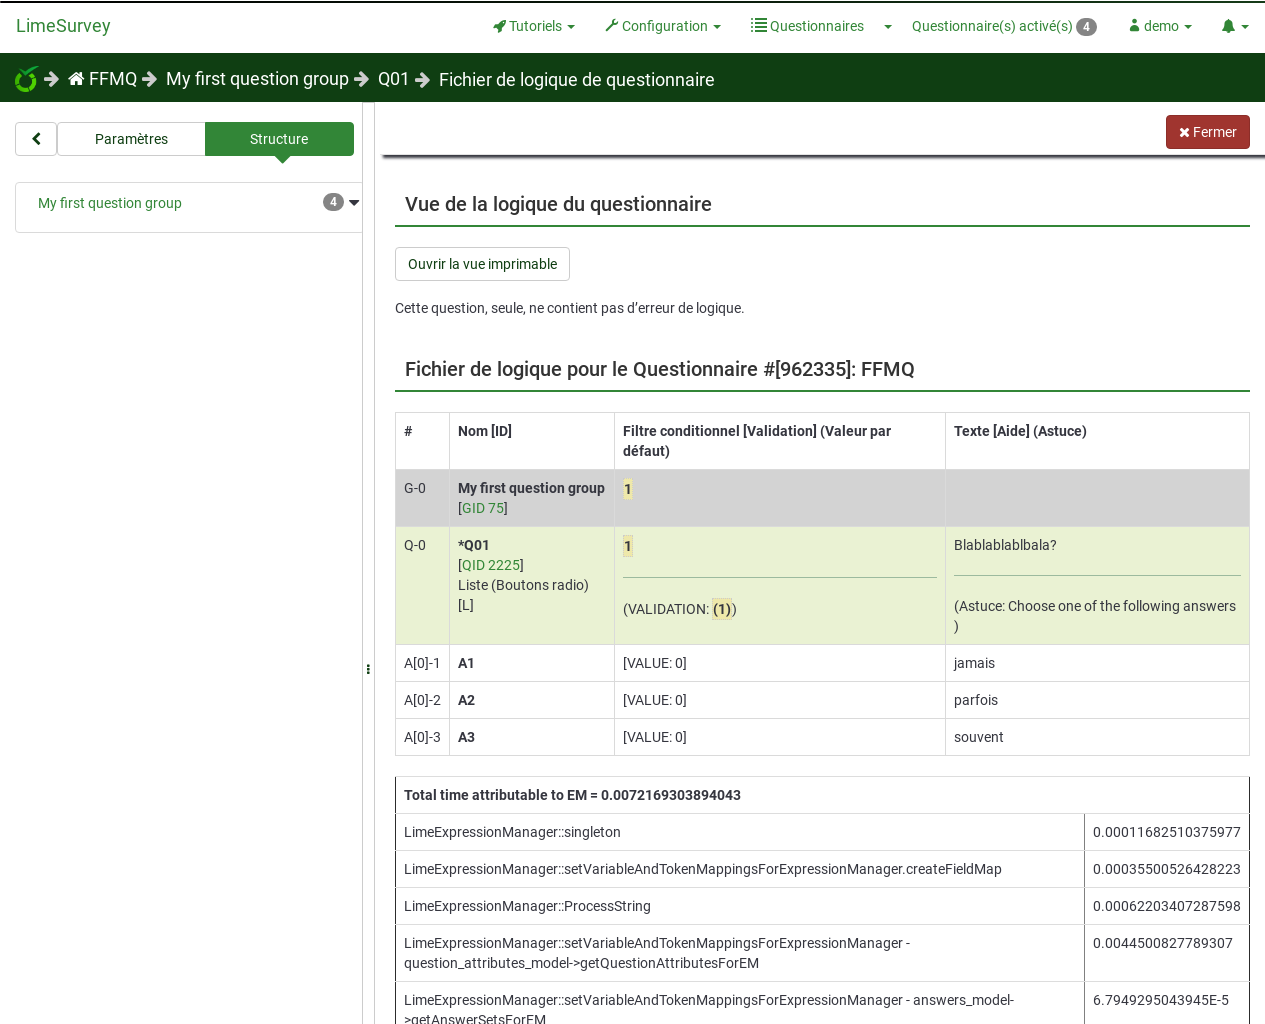 LimeSurvey
Tutoriels
Configuration
Questionnaires
Questionnaire(s) activé(s) 4
demo
FFMQ
My first question group
Q01
Fichier de logique de questionnaire
Paramètres
Structure
Fermer
My first question group
4
Vue de la logique du questionnaire
Ouvrir la vue imprimable
Cette question, seule, ne contient pas d’erreur de logique.
Fichier de logique pour le Questionnaire #[962335]: FFMQ
# Nom [ID] Filtre conditionnel [Validation] (Valeur par Texte [Aide] (Astuce)
défaut)
G-0 My first question group 1
[GID 75]
Q-0 *Q01 1 Blablablablbala?
[QID 2225]
Liste (Boutons radio)
[L] (VALIDATION: (1)) (Astuce: Choose one of the following answers
)
A[0]-1 A1 [VALUE: 0] jamais
A[0]-2 A2 [VALUE: 0] parfois
A[0]-3 A3 [VALUE: 0] souvent
Total time attributable to EM = 0.0072169303894043
LimeExpressionManager::singleton 0.00011682510375977
LimeExpressionManager::setVariableAndTokenMappingsForExpressionManager.createFieldMap 0.00035500526428223
LimeExpressionManager::ProcessString 0.00062203407287598
LimeExpressionManager::setVariableAndTokenMappingsForExpressionManager - 0.0044500827789307
question_attributes_model->getQuestionAttributesForEM
LimeExpressionManager::setVariableAndTokenMappingsForExpressionManager - answers_model- 6.7949295043945E-5
>getAnswerSetsForEM